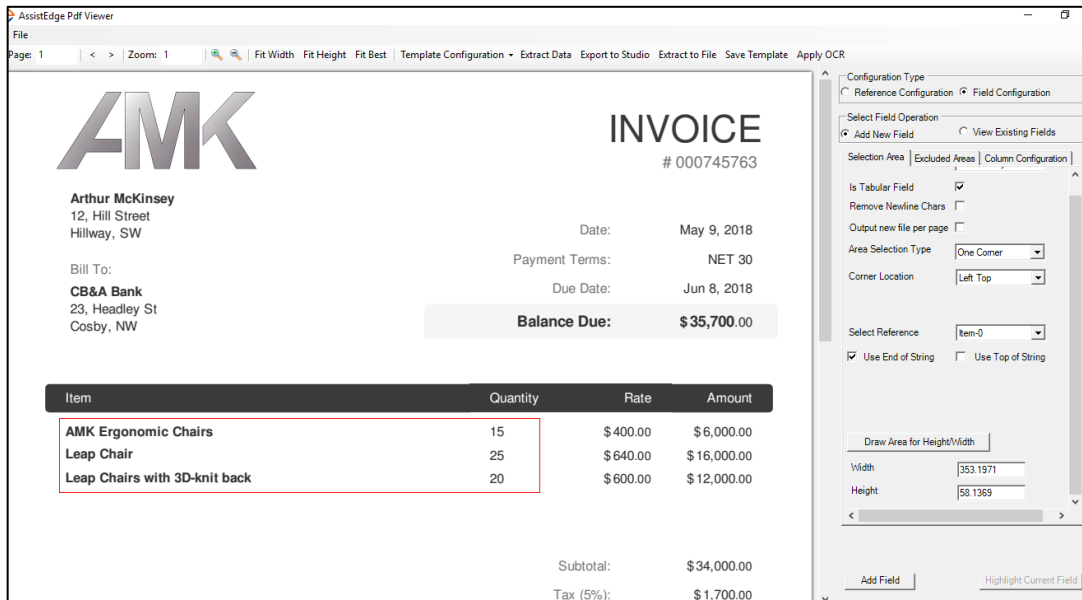 AssistEdge Pdf Viewer
File
Page: 1 < > Zoom: 1 Fit Width Fit Height Fit Best Template Configuration Extract Data Export to Studio Extract to File Save Template Apply OCR
AMK
INVOICE
# 000745763
Arthur McKinsey
12, Hill Street
Hillway, SW
Date: May 9, 2018
Payment Terms: NET 30
Bill To:
Due Date: Jun 8, 2018
CB&A Bank
23, Headley St
Cosby, NW
Balance Due: $35,700.00
Item Quantity Rate Amount
AMK Ergonomic Chairs 15 $400.00 $6,000.00
Leap Chair 25 $640.00 $16,000.00
Leap Chairs with 3D-knit back 20 $600.00 $12,000.00
Subtotal: $34,000.00
Tax (5%): $1,700.00
Configuration Type
Reference Configuration Field Configuration
Select Field Operation
Add New Field View Existing Fields
Selection Area Excluded Areas Column Configuration
Is Tabular Field
Remove Newline Chars
Output new file per page
Area Selection Type One Corner
Corner Location Left Top
Select Reference Item-0
Use End of String Use Top of String
Draw Area for Height/Width
Width 353.1971
Height 58.1369
Add Field Highlight Current Field